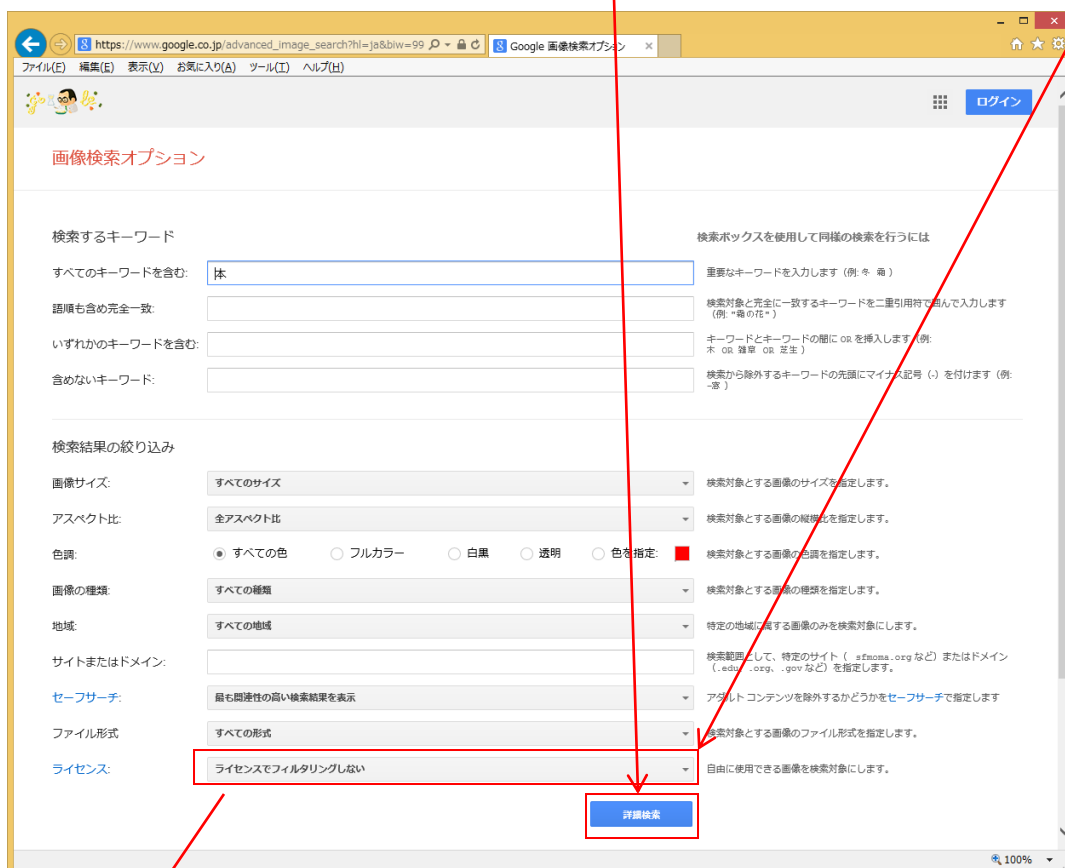 https://www.google.co.jp/advanced_image_search?hl=ja&biw=99
Google 画像検索オプション
ファイル(F) 編集(E) 表示(V) お気に入り(A) ツール(T) ヘルプ(H)
ログイン
画像検索オプション
検索するキーワード 検索ボックスを使用して同様の検索を行うには
すべてのキーワードを含む: 本 重要なキーワードを入力します（例: 冬 霜 ）
語順も含め完全一致: 検索対象と完全に一致するキーワードを二重引用符で囲んで入力します
（例: "霜の花" ）
いずれかのキーワードを含む: キーワードとキーワードの間に OR を挿入します（例:
木 OR 雑草 OR 芝生 ）
含めないキーワード: 検索から除外するキーワードの先頭にマイナス記号（-）を付けます（例:
-窓 ）
検索結果の絞り込み
画像サイズ: すべてのサイズ 検索対象とする画像のサイズを指定します。
アスペクト比: 全アスペクト比 検索対象とする画像の縦横比を指定します。
色調: すべての色 フルカラー 白黒 透明 色を指定: 検索対象とする画像の色調を指定します。
画像の種類: すべての種類 検索対象とする画像の種類を指定します。
地域: すべての地域 特定の地域に属する画像のみを検索対象にします。
サイトまたはドメイン: 検索範囲として、特定のサイト（ sfmoma.org など）またはドメイン
（.edu、.org、.gov など）を指定します。
セーフサーチ: 最も関連性の高い検索結果を表示 アダルト コンテンツを除外するかどうかをセーフサーチで指定します
ファイル形式 すべての形式 検索対象とする画像のファイル形式を指定します。
ライセンス: ライセンスでフィルタリングしない 自由に使用できる画像を検索対象にします。
詳細検索
100%